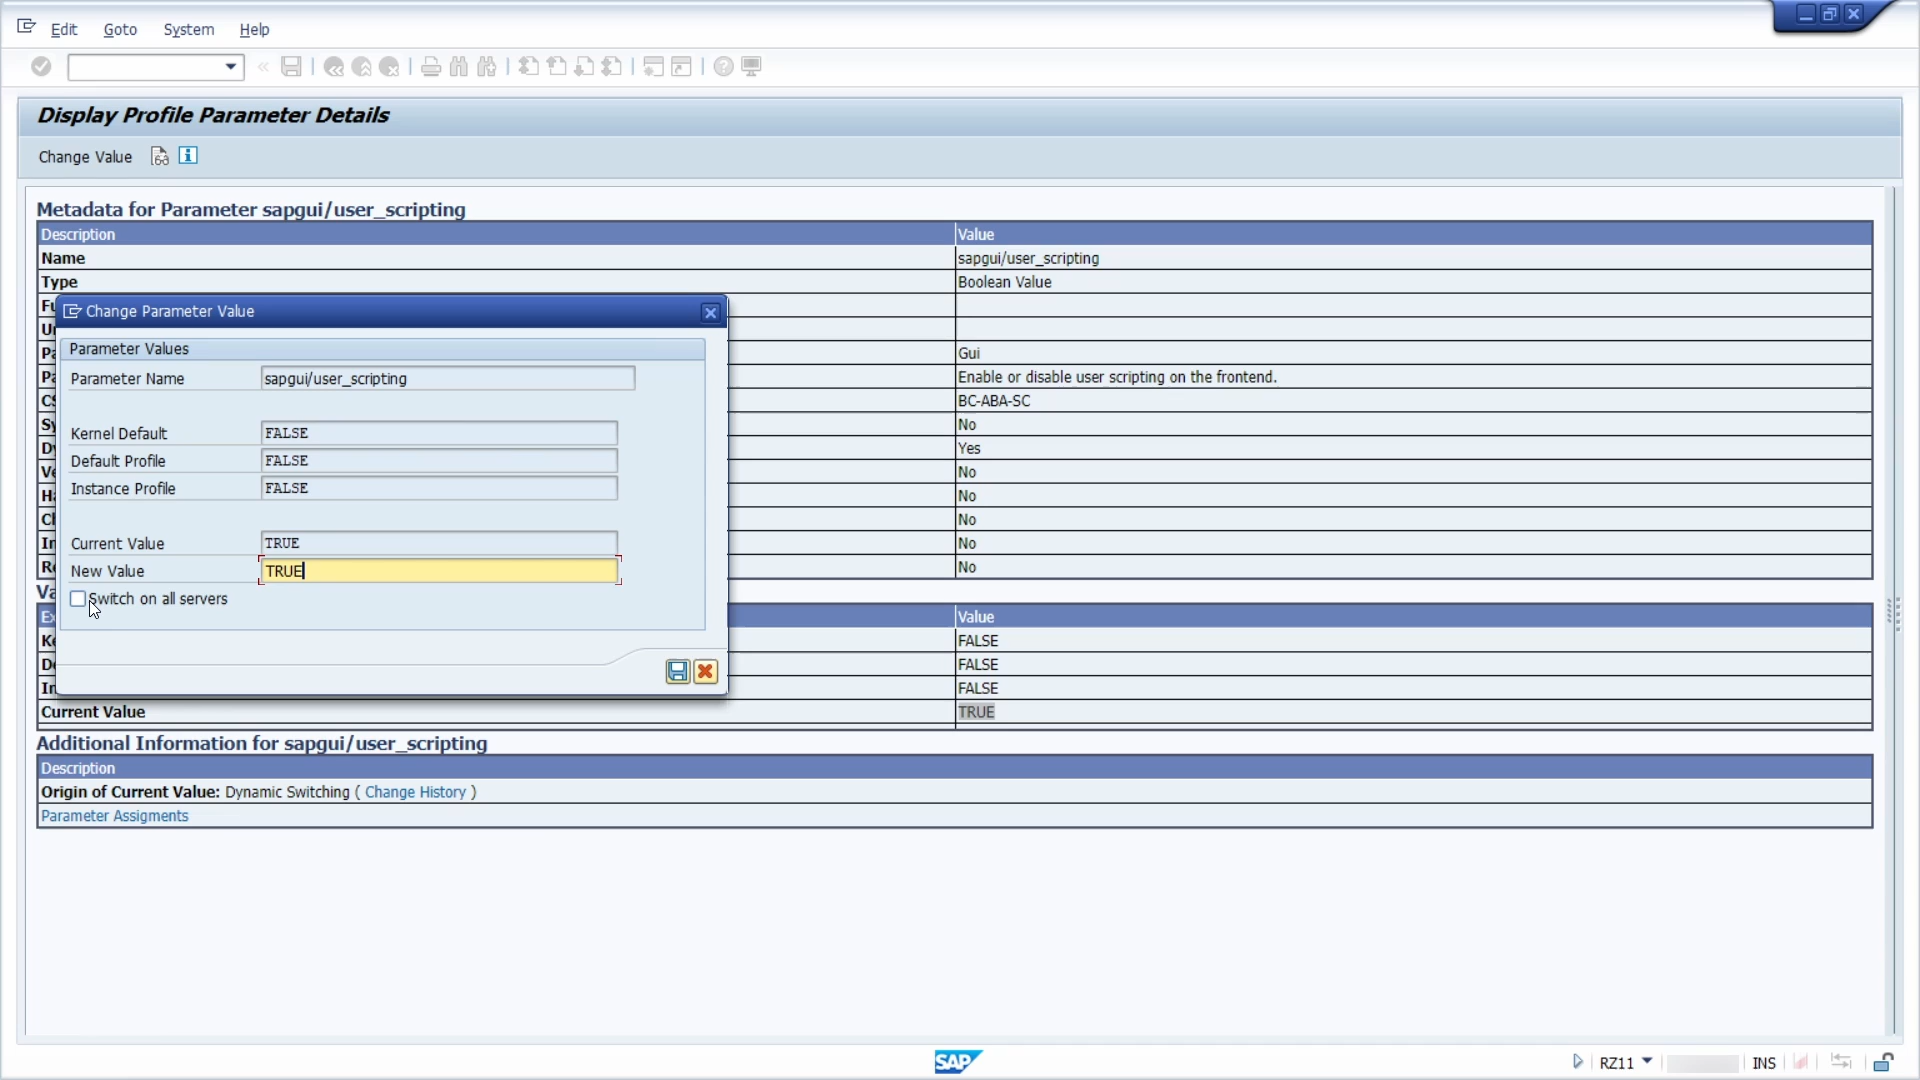 Edit Goto System Help
Display Profile Parameter Details
Change Value
Metadata for Parameter sapgui/user_scripting
Description Value
Name sapgui/user_scripting
Type Boolean Value
Change Parameter Value
Parameter Values
Parameter Name sapgui/user_scripting
Kernel Default FALSE
Default Profile FALSE
Instance Profile FALSE
Current Value TRUE
New Value TRUE
Switch on all servers
Gui
Enable or disable user scripting on the frontend.
BC-ABA-SC
No
Yes
No
No
No
No
No
Value
FALSE
FALSE
FALSE
Current Value TRUE
Additional Information for sapgui/user_scripting
Description
Origin of Current Value: Dynamic Switching ( Change History )
Parameter Assigments
SAP RZ11 INS